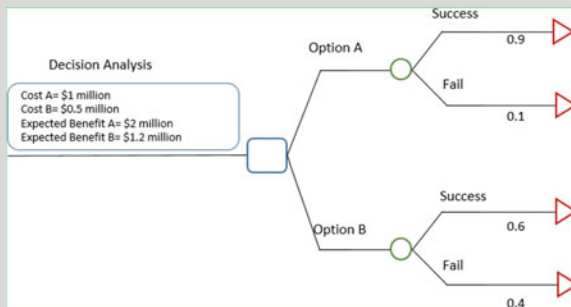 Decision Analysis
Cost A= $1 million
Cost B= $0.5 million
Expected Benefit A= $2 million
Expected Benefit B= $1.2 million
Option A
Success
0.9
Fail
0.1
Option B
Success
0.6
Fail
0.4